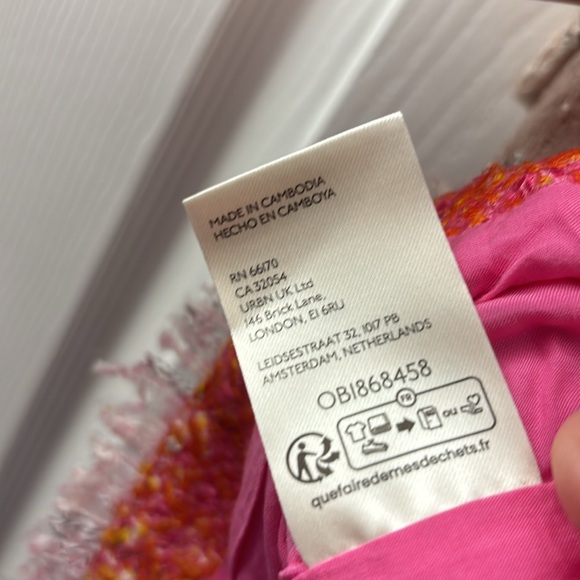 MADE IN CAMBODIA
HECHO EN CAMBOYA
RN 66170
CA 32054
URBN UK Ltd
146 Brick Lane,
LONDON, E1 6RU
LEIDSESTRAAT 32, 1017 PB
AMSTERDAM, NETHERLANDS
OB1868458
FR
ou
quefairedemesdechets.fr